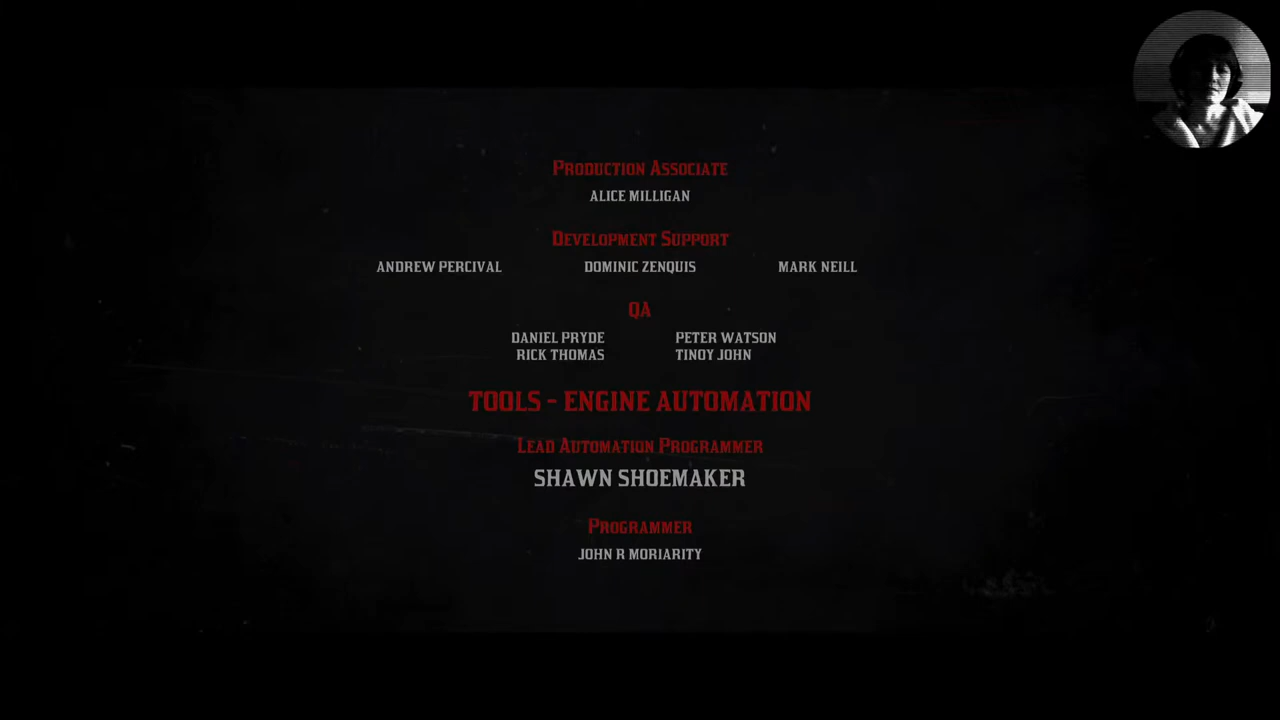 Production Associate
ALICE MILLIGAN
Development Support
ANDREW PERCIVAL DOMINIC ZENQUIS MARK NEILL
QA
DANIEL PRYDE PETER WATSON
RICK THOMAS TINOY JOHN
TOOLS - ENGINE AUTOMATION
Lead Automation Programmer
SHAWN SHOEMAKER
Programmer
JOHN R MORIARITY